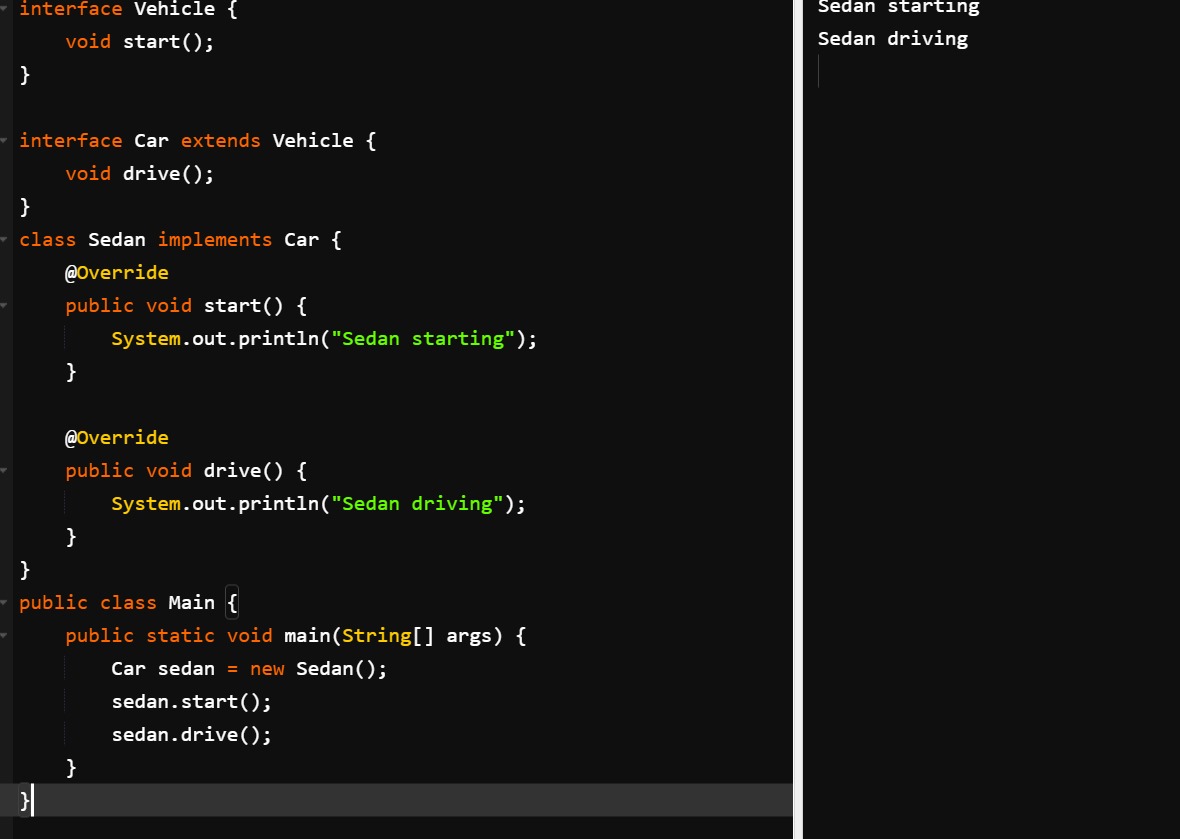 interface Vehicle {
    void start();
}

interface Car extends Vehicle {
    void drive();
}
class Sedan implements Car {
    @Override
    public void start() {
        System.out.println("Sedan starting");
    }

    @Override
    public void drive() {
        System.out.println("Sedan driving");
    }
}
public class Main {
    public static void main(String[] args) {
        Car sedan = new Sedan();
        sedan.start();
        sedan.drive();
    }
}
Sedan starting
Sedan driving